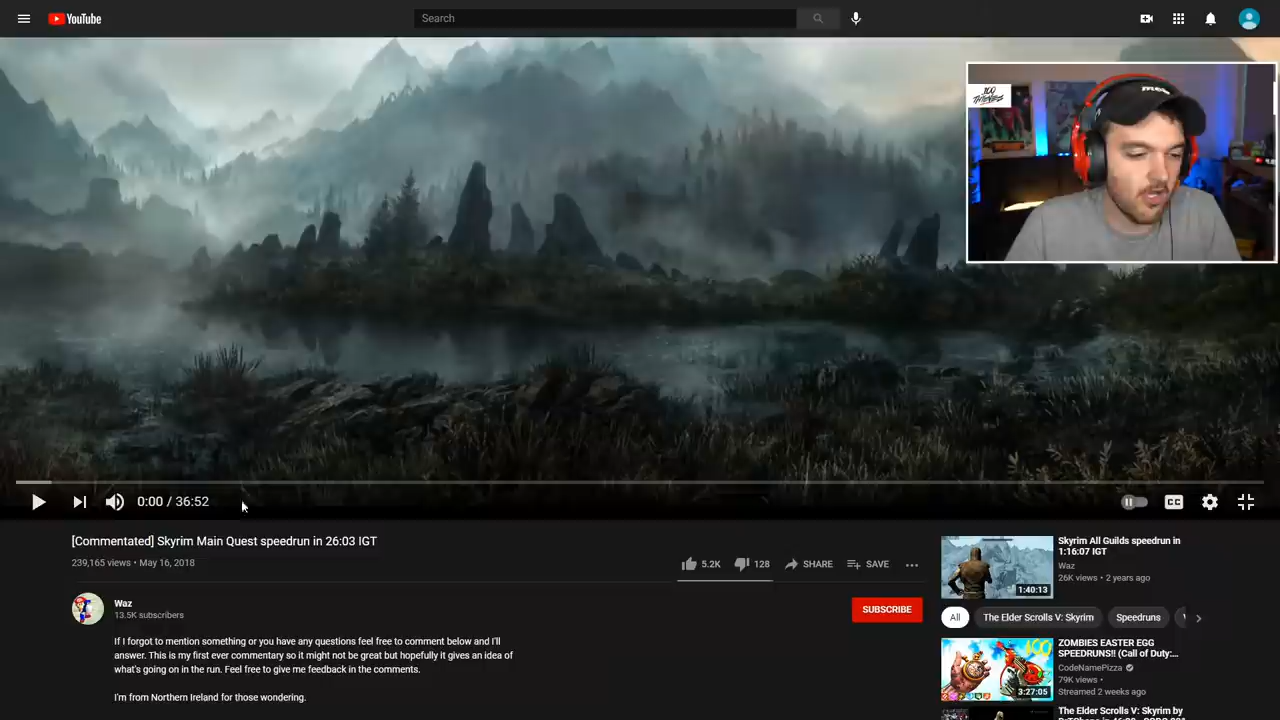 YouTube
Search
100
THIEVES
0:00 / 36:52
CC
[Commentated] Skyrim Main Quest speedrun in 26:03 IGT
239,165 views • May 16, 2018
5.2K
128
SHARE
SAVE
Waz
13.5K subscribers
SUBSCRIBE
If I forgot to mention something or you have any questions feel free to comment below and I'll
answer. This is my first ever commentary so it might not be great but hopefully it gives an idea of
what's going on in the run. Feel free to give me feedback in the comments.
I'm from Northern Ireland for those wondering.
Skyrim All Guilds speedrun in
1:16:07 IGT
Waz
26K views • 2 years ago
1:40:13
All
The Elder Scrolls V: Skyrim
Speedruns
ZOMBIES EASTER EGG
SPEEDRUNS!! (Call of Duty:...
CodeNamePizza
79K views •
Streamed 2 weeks ago
3:27:05
The Elder Scrolls V: Skyrim by